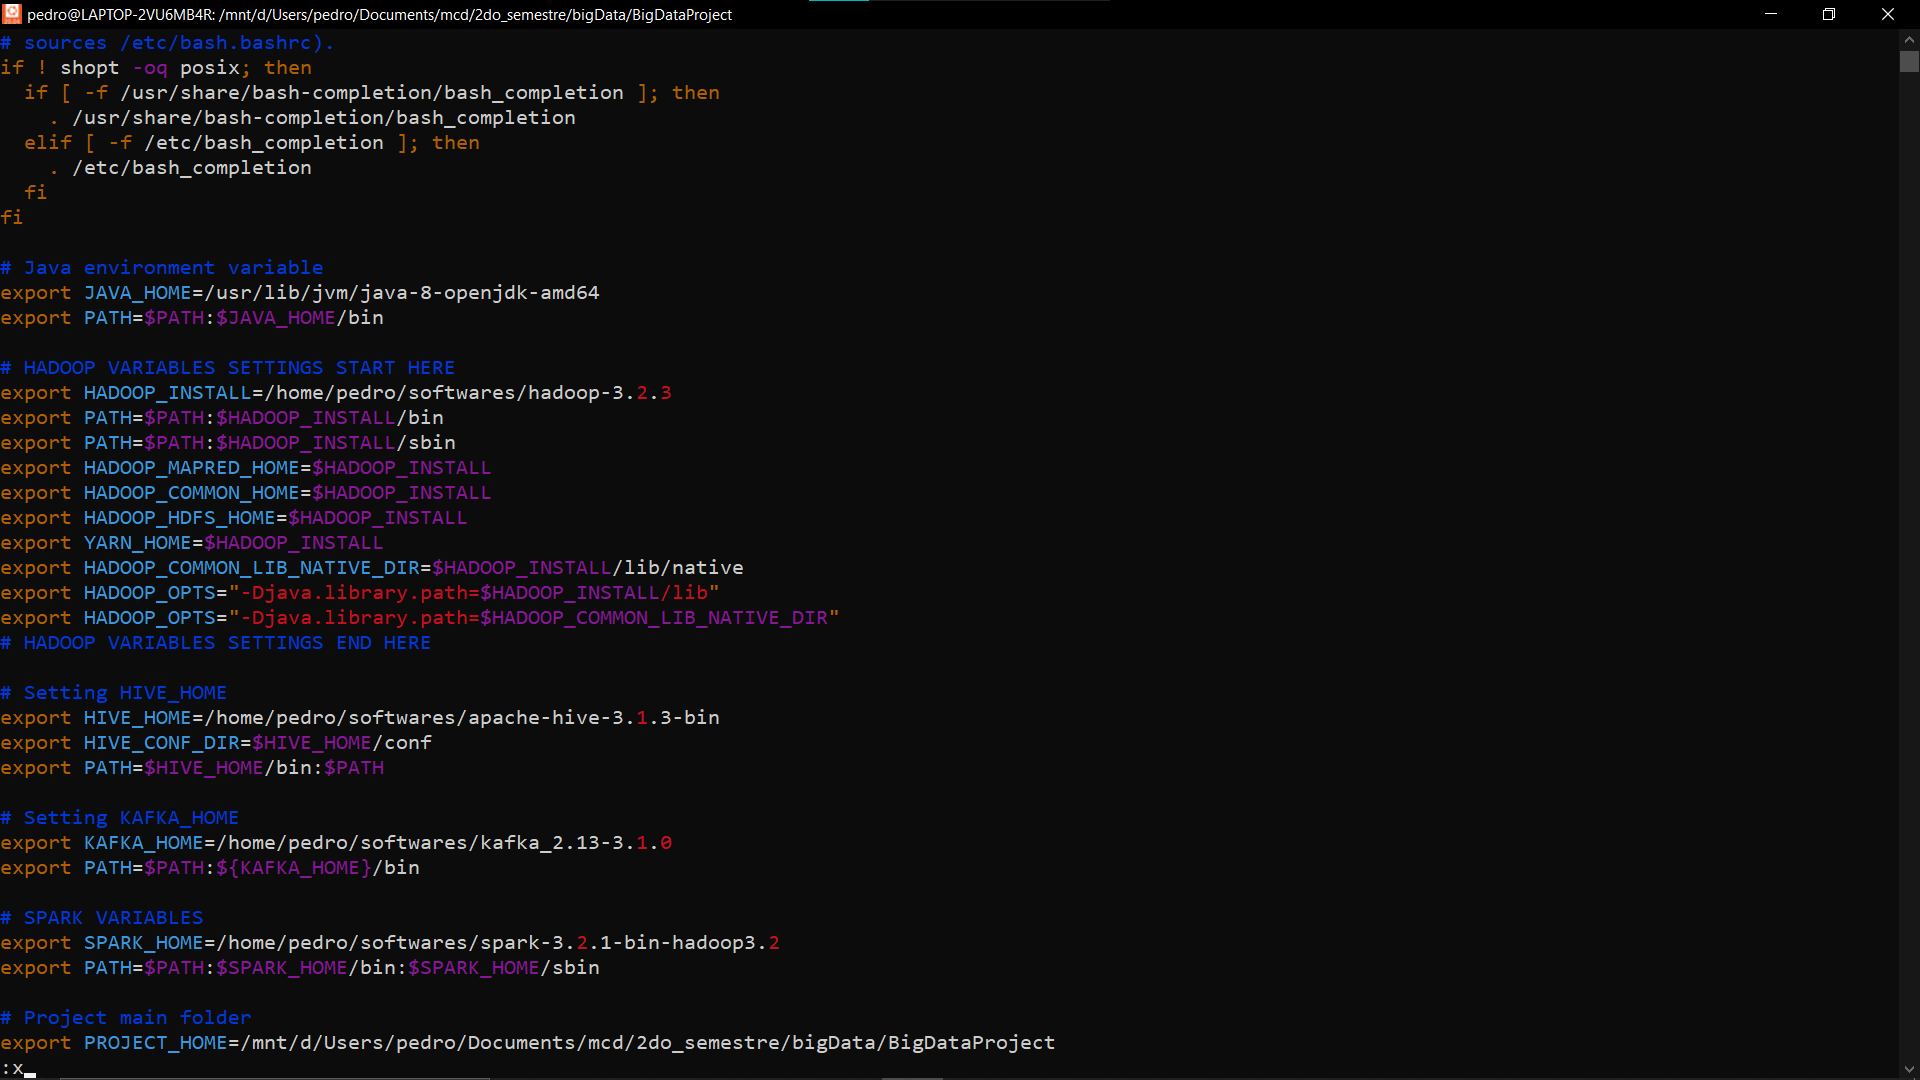 pedro@LAPTOP-2VU6MB4R: /mnt/d/Users/pedro/Documents/mcd/2do_semestre/bigData/BigDataProject
# sources /etc/bash.bashrc).
if ! shopt -oq posix; then
  if [ -f /usr/share/bash-completion/bash_completion ]; then
    . /usr/share/bash-completion/bash_completion
  elif [ -f /etc/bash_completion ]; then
    . /etc/bash_completion
  fi
fi

# Java environment variable
export JAVA_HOME=/usr/lib/jvm/java-8-openjdk-amd64
export PATH=$PATH:$JAVA_HOME/bin

# HADOOP VARIABLES SETTINGS START HERE
export HADOOP_INSTALL=/home/pedro/softwares/hadoop-3.2.3
export PATH=$PATH:$HADOOP_INSTALL/bin
export PATH=$PATH:$HADOOP_INSTALL/sbin
export HADOOP_MAPRED_HOME=$HADOOP_INSTALL
export HADOOP_COMMON_HOME=$HADOOP_INSTALL
export HADOOP_HDFS_HOME=$HADOOP_INSTALL
export YARN_HOME=$HADOOP_INSTALL
export HADOOP_COMMON_LIB_NATIVE_DIR=$HADOOP_INSTALL/lib/native
export HADOOP_OPTS="-Djava.library.path=$HADOOP_INSTALL/lib"
export HADOOP_OPTS="-Djava.library.path=$HADOOP_COMMON_LIB_NATIVE_DIR"
# HADOOP VARIABLES SETTINGS END HERE

# Setting HIVE_HOME
export HIVE_HOME=/home/pedro/softwares/apache-hive-3.1.3-bin
export HIVE_CONF_DIR=$HIVE_HOME/conf
export PATH=$HIVE_HOME/bin:$PATH

# Setting KAFKA_HOME
export KAFKA_HOME=/home/pedro/softwares/kafka_2.13-3.1.0
export PATH=$PATH:${KAFKA_HOME}/bin

# SPARK VARIABLES
export SPARK_HOME=/home/pedro/softwares/spark-3.2.1-bin-hadoop3.2
export PATH=$PATH:$SPARK_HOME/bin:$SPARK_HOME/sbin

# Project main folder
export PROJECT_HOME=/mnt/d/Users/pedro/Documents/mcd/2do_semestre/bigData/BigDataProject
:x